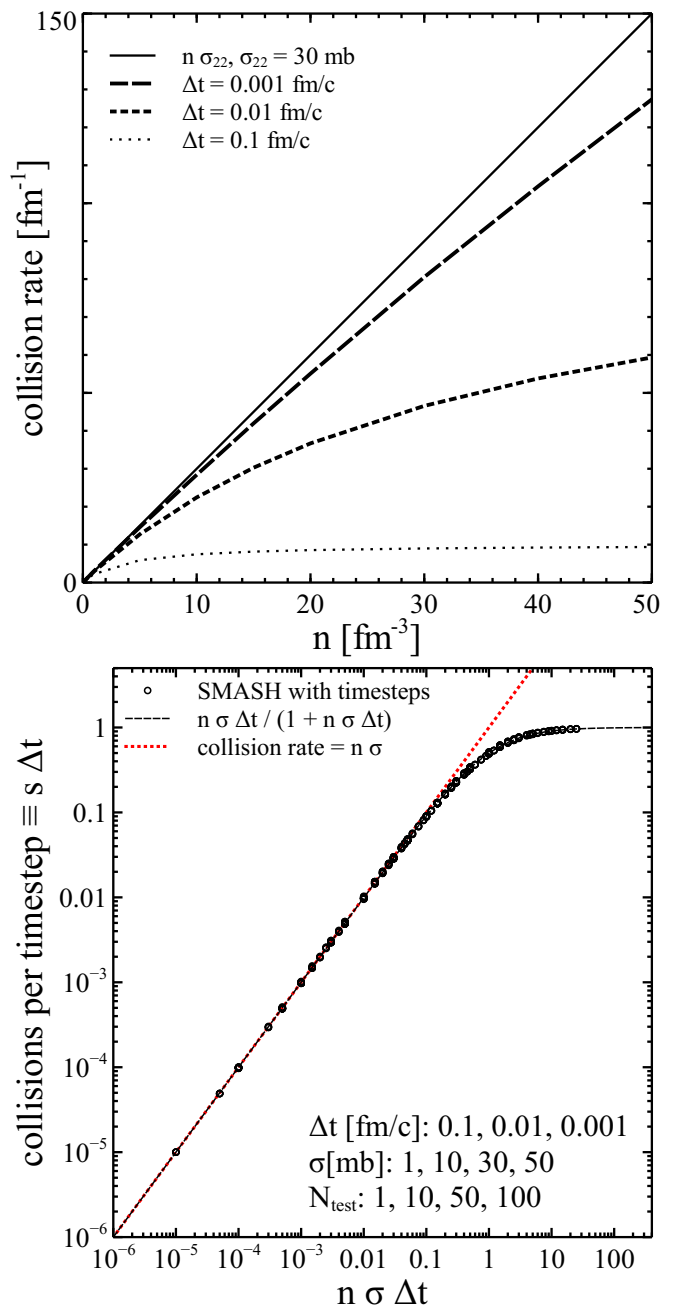 150
n σ₂₂, σ₂₂ = 30 mb
Δt = 0.001 fm/c
Δt = 0.01 fm/c
Δt = 0.1 fm/c
collision rate [fm⁻¹]
0
0 10 20 30 40 50
n [fm⁻³]
SMASH with timesteps
n σ Δt / (1 + n σ Δt)
collision rate = n σ
collisions per timestep ≡ s Δt
1
0.1
0.01
10⁻³
10⁻⁴
10⁻⁵
10⁻⁶
Δt [fm/c]: 0.1, 0.01, 0.001
σ[mb]: 1, 10, 30, 50
N_test: 1, 10, 50, 100
10⁻⁶ 10⁻⁵ 10⁻⁴ 10⁻³ 0.01 0.1 1 10 100
n σ Δt